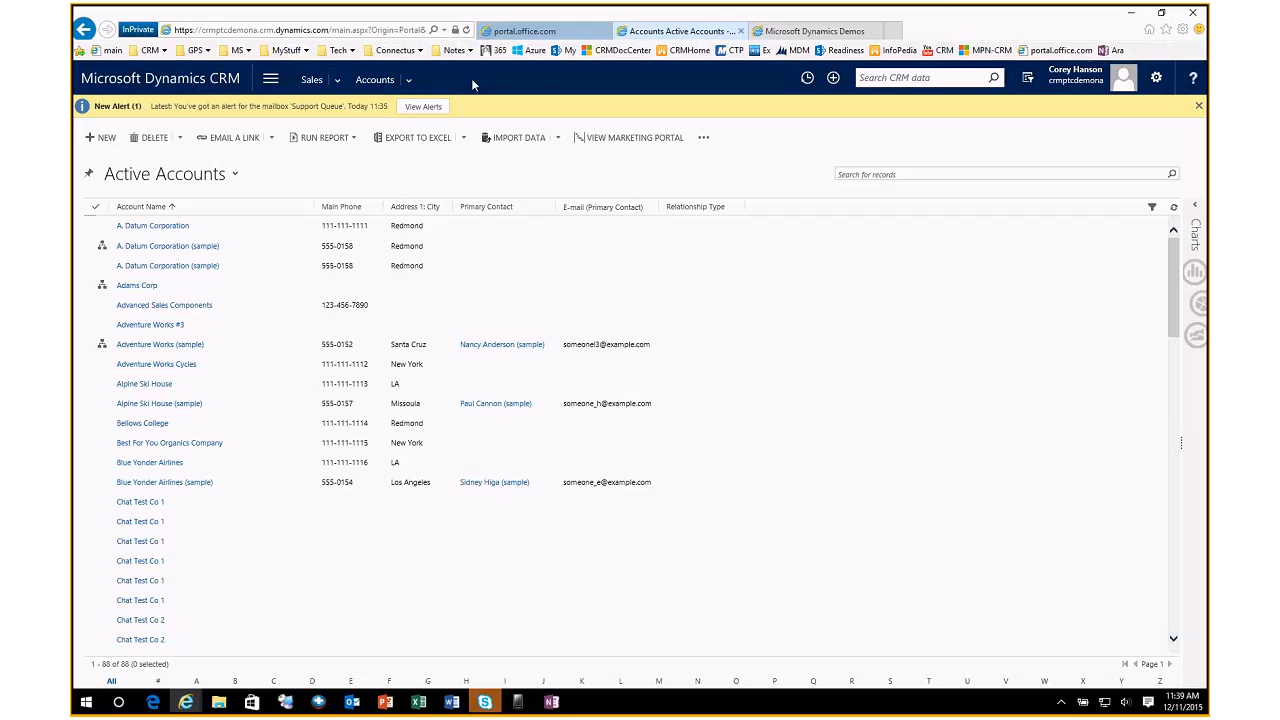 InPrivate https://crmptcdemona.crm.dynamics.com/main.aspx?Origin=Portal& portal.office.com Accounts Active Accounts -... Microsoft Dynamics Demos
main CRM GPS MS MyStuff Tech Connectus Notes 365 Azure My CRMDocCenter CRMHome CTP Ex MDM Readiness InfoPedia CRM MPN-CRM portal.office.com Ara
Microsoft Dynamics CRM Sales Accounts Search CRM data Corey Hanson
crmptcdemona
New Alert (1) Latest: You've got an alert for the mailbox 'Support Queue'. Today 11:35 View Alerts
NEW DELETE EMAIL A LINK RUN REPORT EXPORT TO EXCEL IMPORT DATA VIEW MARKETING PORTAL
Active Accounts Search for records
Account Name Main Phone Address 1: City Primary Contact E-mail (Primary Contact) Relationship Type
Charts
A. Datum Corporation 111-111-1111 Redmond
A. Datum Corporation (sample) 555-0158 Redmond
A. Datum Corporation (sample) 555-0158 Redmond
Adams Corp
Advanced Sales Components 123-456-7890
Adventure Works #3
Adventure Works (sample) 555-0152 Santa Cruz Nancy Anderson (sample) someonei3@example.com
Adventure Works Cycles 111-111-1112 New York
Alpine Ski House 111-111-1113 LA
Alpine Ski House (sample) 555-0157 Missoula Paul Cannon (sample) someone_h@example.com
Bellows College 111-111-1114 Redmond
Best For You Organics Company 111-111-1115 New York
Blue Yonder Airlines 111-111-1116 LA
Blue Yonder Airlines (sample) 555-0154 Los Angeles Sidney Higa (sample) someone_e@example.com
Chat Test Co 1
Chat Test Co 1
Chat Test Co 1
Chat Test Co 1
Chat Test Co 1
Chat Test Co 1
Chat Test Co 2
Chat Test Co 2
1 - 88 of 88 (0 selected) Page 1
All # A B C D E F G H I J K L M N O P Q R S T U V W X Y Z
11:39 AM
12/11/2015